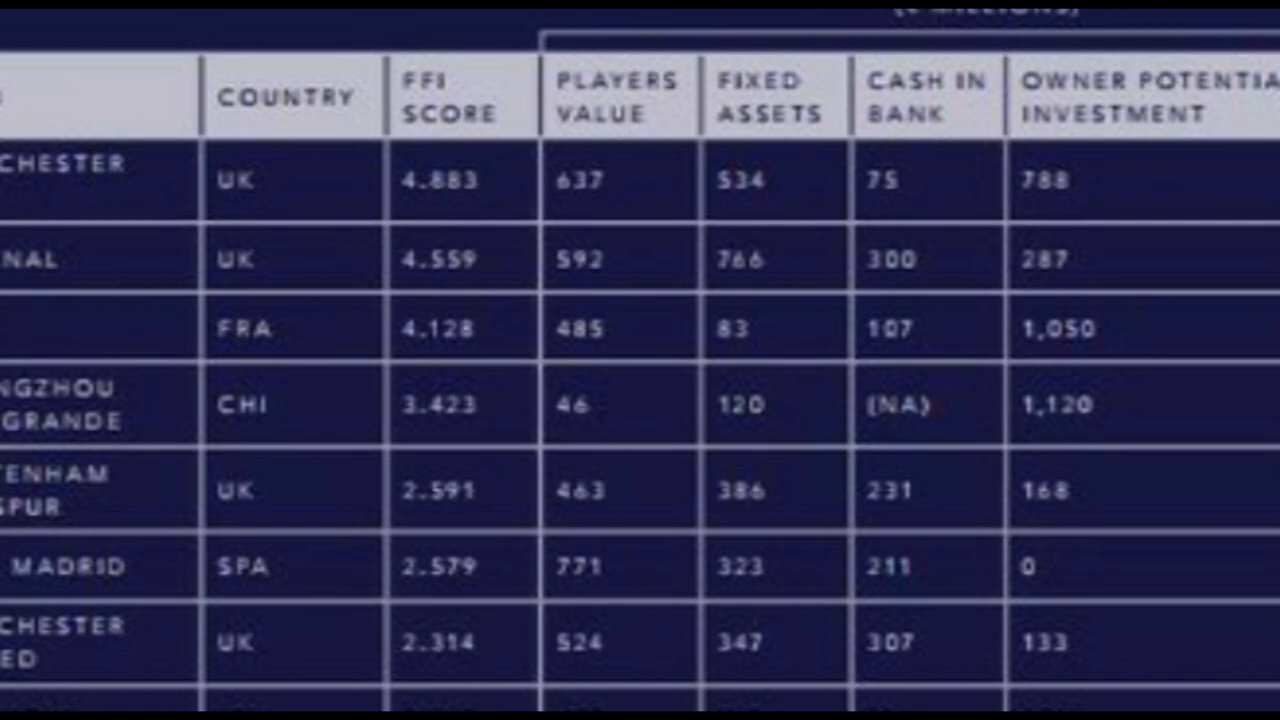 COUNTRY FFI SCORE PLAYERS VALUE FIXED ASSETS CASH IN BANK OWNER POTENTIA INVESTMENT
CHESTER UK 4.883 637 534 75 788
NAL UK 4.559 592 766 300 287
FRA 4.128 485 83 107 1,050
NGZHOU GRANDE CHI 3.423 46 120 (NA) 1,120
TENHAM SPUR UK 2.591 463 386 231 168
MADRID SPA 2.579 771 323 211 0
CHESTER ED UK 2.314 524 347 307 133